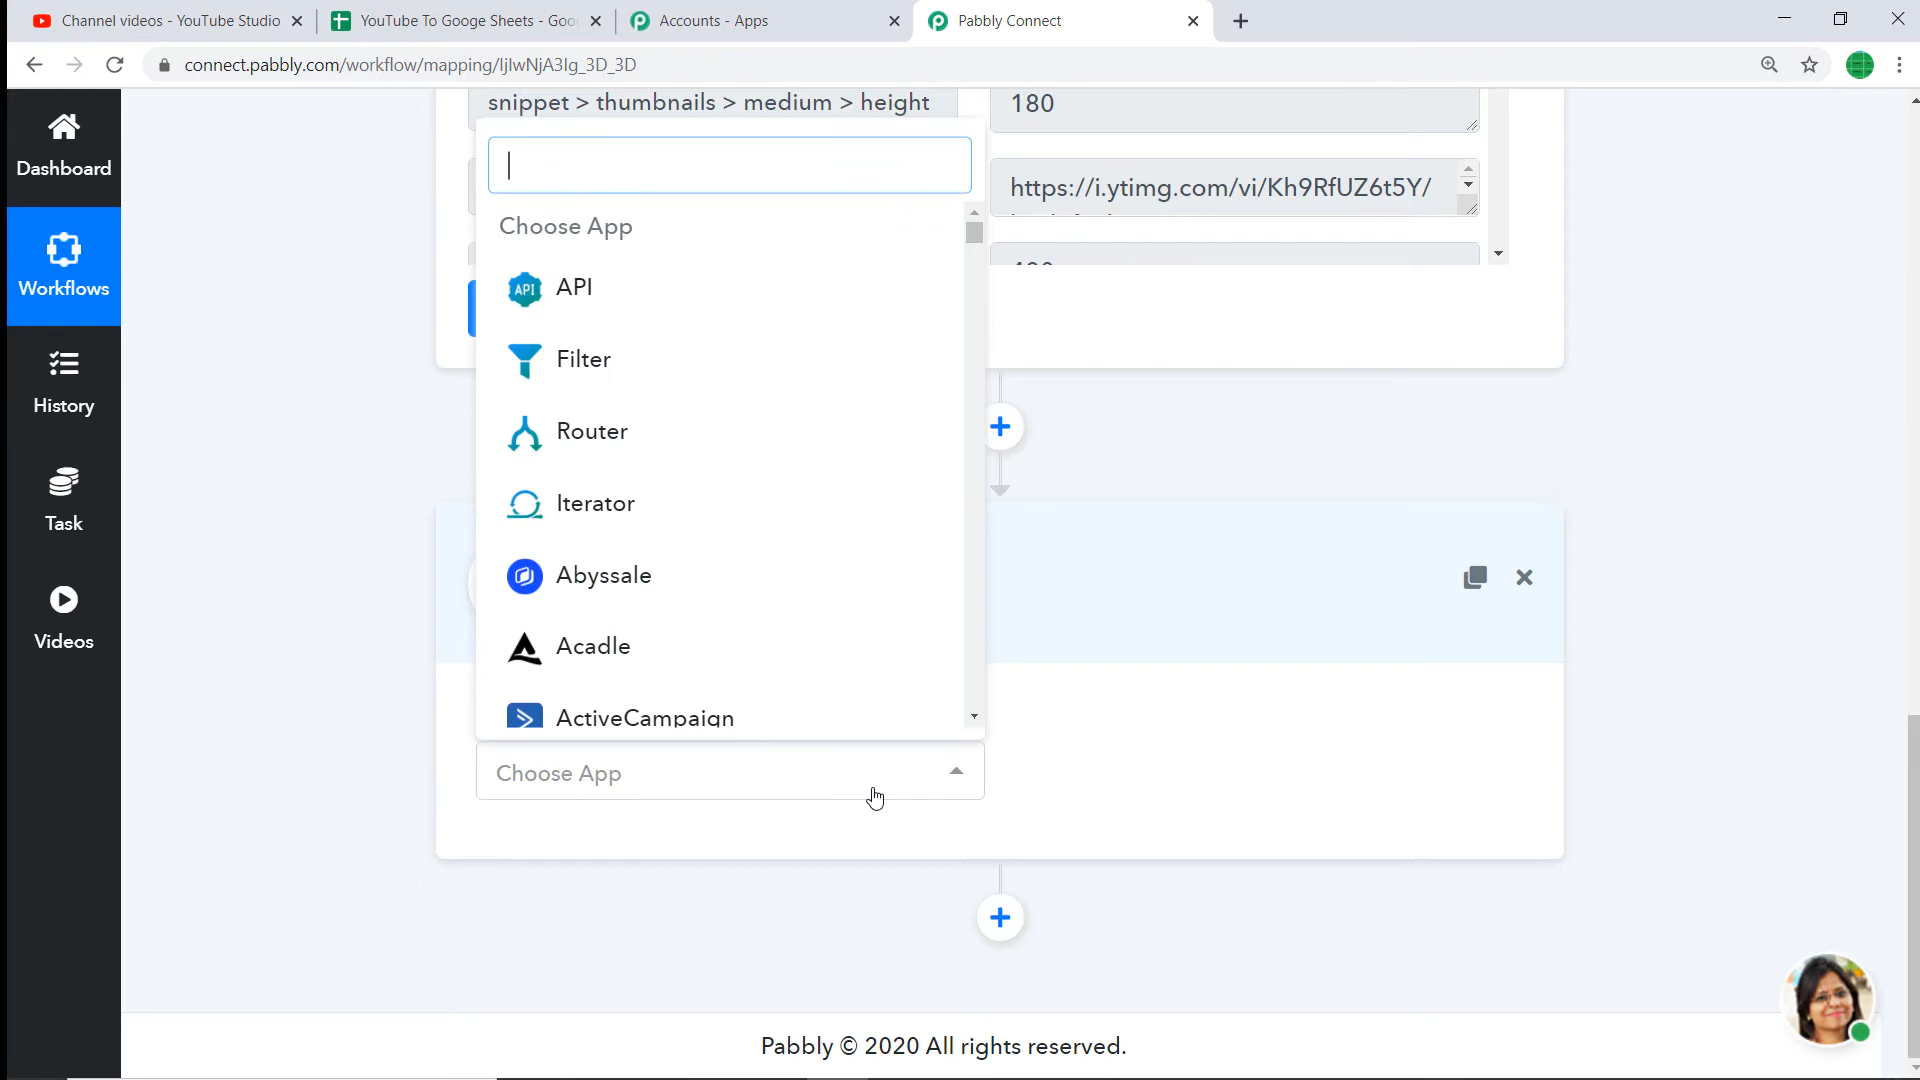 Channel videos - YouTube Studio
YouTube To Googe Sheets - Goo
Accounts - Apps
Pabbly Connect
connect.pabbly.com/workflow/mapping/IjIwNjA3Ig_3D_3D
Dashboard
Workflows
History
Task
Videos
snippet > thumbnails > medium > height
180
https://i.ytimg.com/vi/Kh9RfUZ6t5Y/
Choose App
API
API
Filter
Router
Iterator
Abyssale
Acadle
ActiveCampaign
Choose App
Pabbly © 2020 All rights reserved.